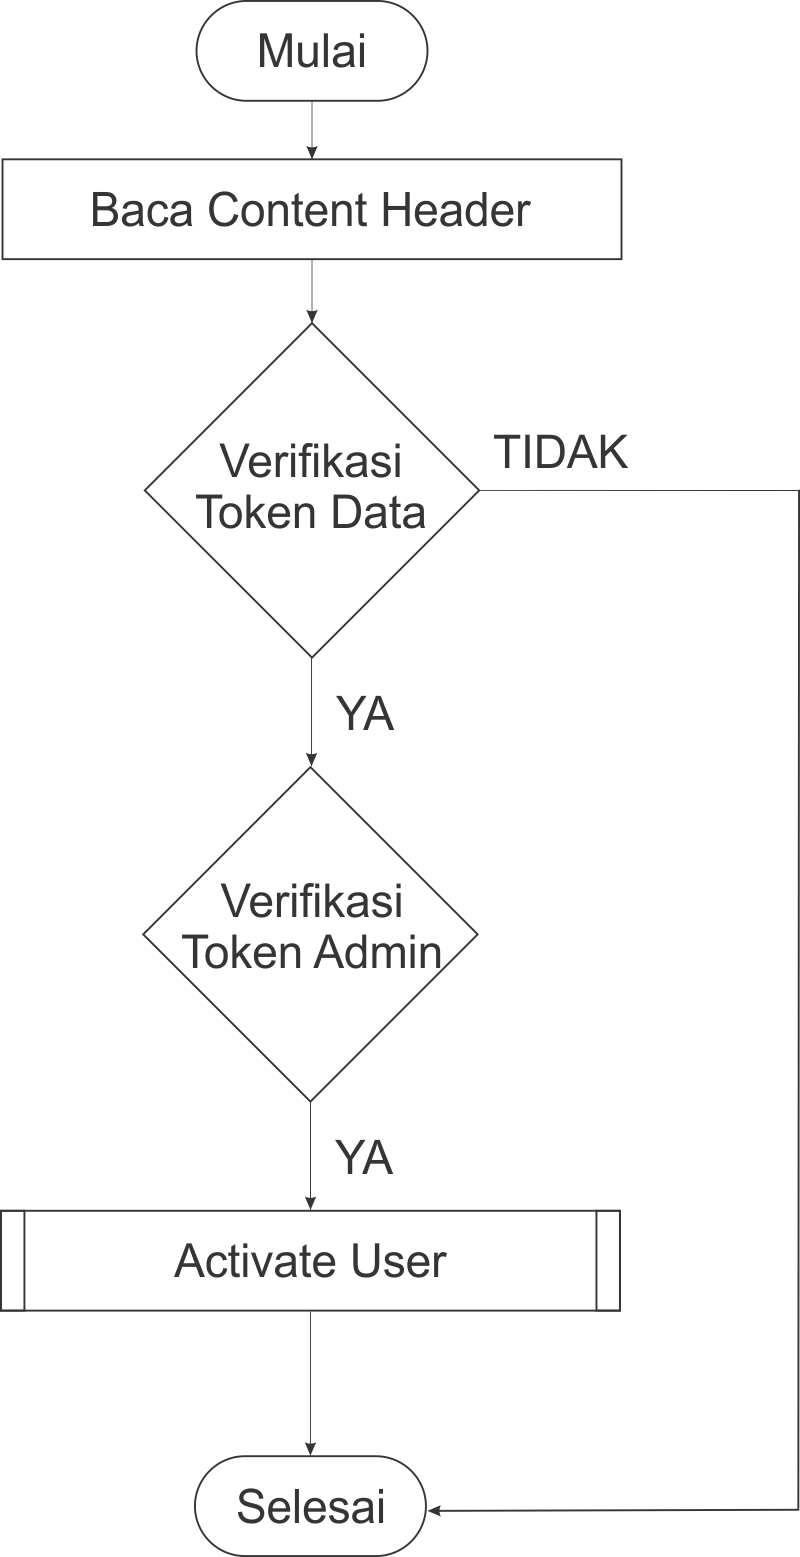 Mulai
Baca Content Header
Verifikasi
Token Data
TIDAK
YA
Verifikasi
Token Admin
YA
Activate User
Selesai